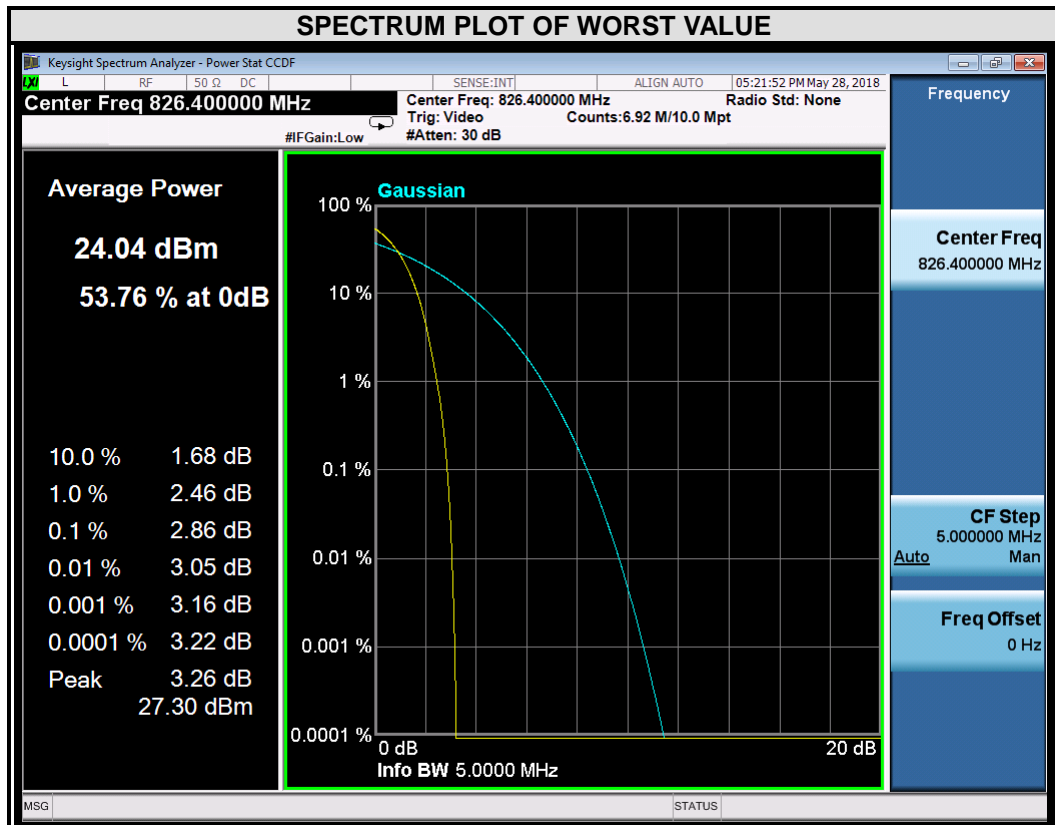 SPECTRUM PLOT OF WORST VALUE
Keysight Spectrum Analyzer - Power Stat CCDF
LXI L RF 50 Ω DC SENSE:INT ALIGN AUTO 05:21:52 PM May 28, 2018
Center Freq 826.400000 MHz
#IFGain:Low
Center Freq: 826.400000 MHz Radio Std: None
Trig: Video Counts:6.92 M/10.0 Mpt
#Atten: 30 dB
Average Power
24.04 dBm
53.76 % at 0dB
10.0 % 1.68 dB
1.0 % 2.46 dB
0.1 % 2.86 dB
0.01 % 3.05 dB
0.001 % 3.16 dB
0.0001 % 3.22 dB
Peak 3.26 dB
27.30 dBm
Gaussian
100 %
10 %
1 %
0.1 %
0.01 %
0.001 %
0.0001 %
0 dB 20 dB
Info BW 5.0000 MHz
Frequency
Center Freq
826.400000 MHz
CF Step
5.000000 MHz
Auto Man
Freq Offset
0 Hz
MSG STATUS